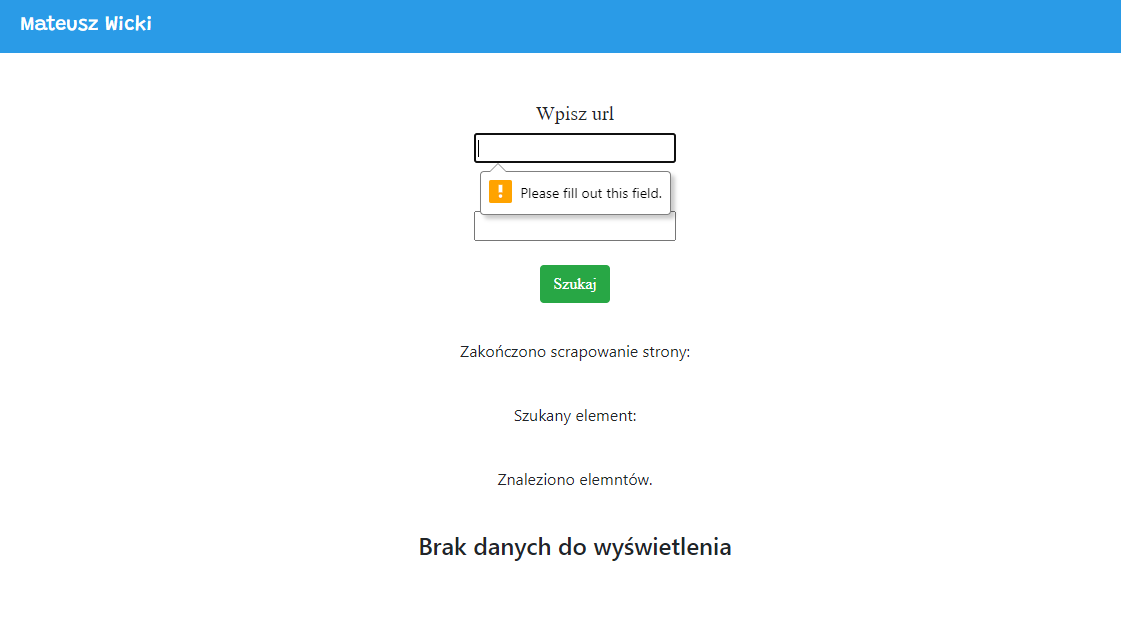 Mateusz Wicki
Wpisz url
Please fill out this field.
Szukaj
Zakończono scrapowanie strony:
Szukany element:
Znaleziono elemntów.
Brak danych do wyświetlenia